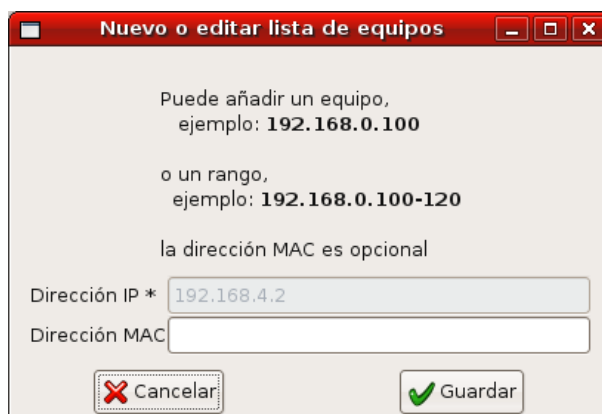 Nuevo o editar lista de equipos
Puede añadir un equipo,
ejemplo: 192.168.0.100
o un rango,
ejemplo: 192.168.0.100-120
la dirección MAC es opcional
Dirección IP * 192.168.4.2
Dirección MAC
Cancelar Guardar